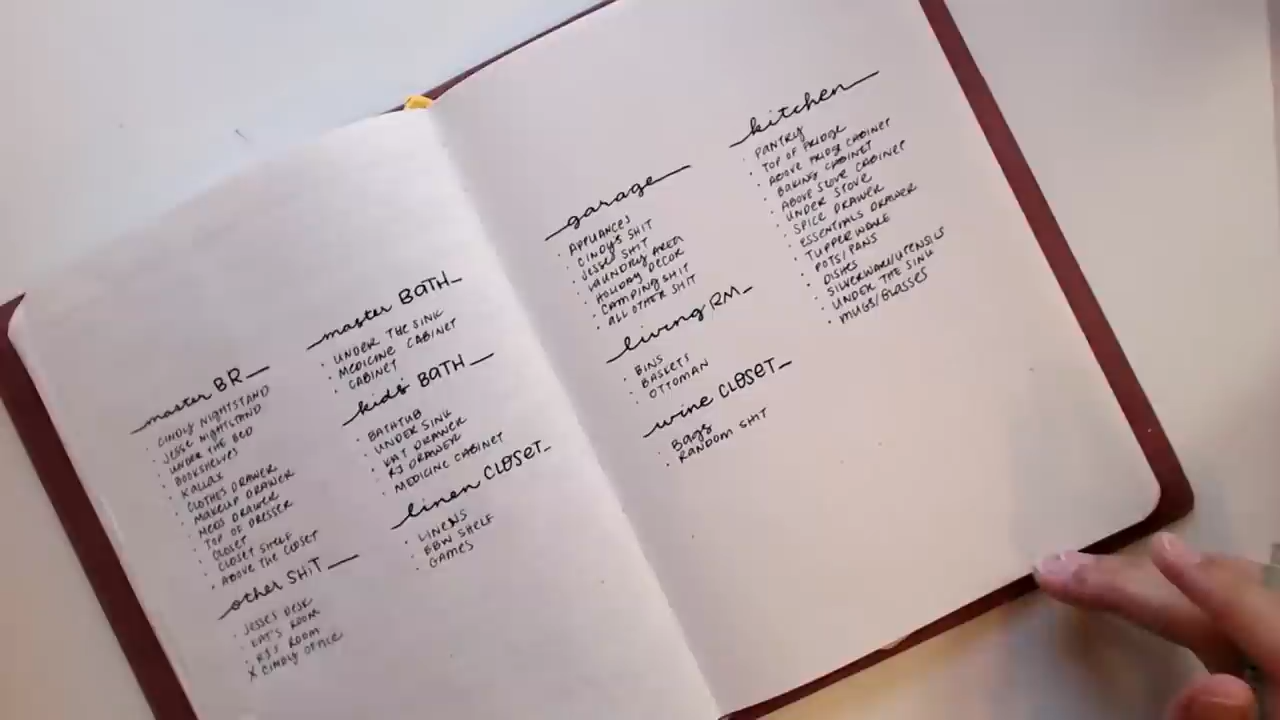 master BR
CINDY NIGHTSTAND
JESSE NIGHTSTAND
UNDER THE BED
BOOKSHELVES
KALLAX
CLOTHES DRAWER
MAKEUP DRAWER
MEDS DRAWER
TOP OF DRESSER
CLOSET
CLOSET SHELF
ABOVE THE CLOSET
other SHIT
JESSE'S DESK
KAT'S ROOM
RJ'S ROOM
X CINDY OFFICE
master BATH
UNDER THE SINK
MEDICINE CABINET
CABINET
kids' BATH
BATHTUB
UNDER SINK
KAT DRAWER
RJ DRAWER
MEDICINE CABINET
linen CLOSET
LINENS
BBW SHELF
GAMES
garage
APPLIANCES
CINDY'S SHIT
JESSE SHIT
LAUNDRY AREA
HOLIDAY DECOR
CAMPING SHIT
ALL OTHER SHIT
living RM
BINS
BASKETS
OTTOMAN
wine CLOSET
BAGS
RANDOM SHIT
kitchen
PANTRY
TOP OF FRIDGE
ABOVE FRIDGE CABINET
BAKING CABINET
ABOVE STOVE CABINET
UNDER STOVE
SPICE DRAWER
ESSENTIALS DRAWER
TUPPERWARE
POTS/PANS
DISHES
SILVERWARE/UTENSILS
UNDER THE SINK
MUGS/GLASSES